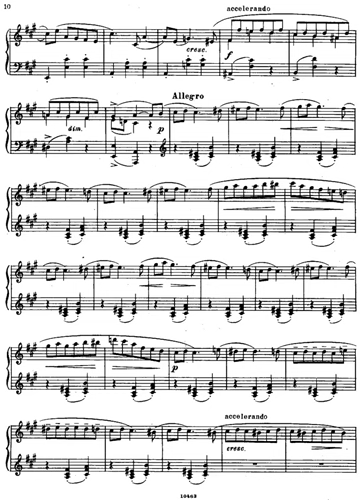 10
accelerando
cresc.
f
Allegro
dim.
p
p
accelerando
cresc.
10463